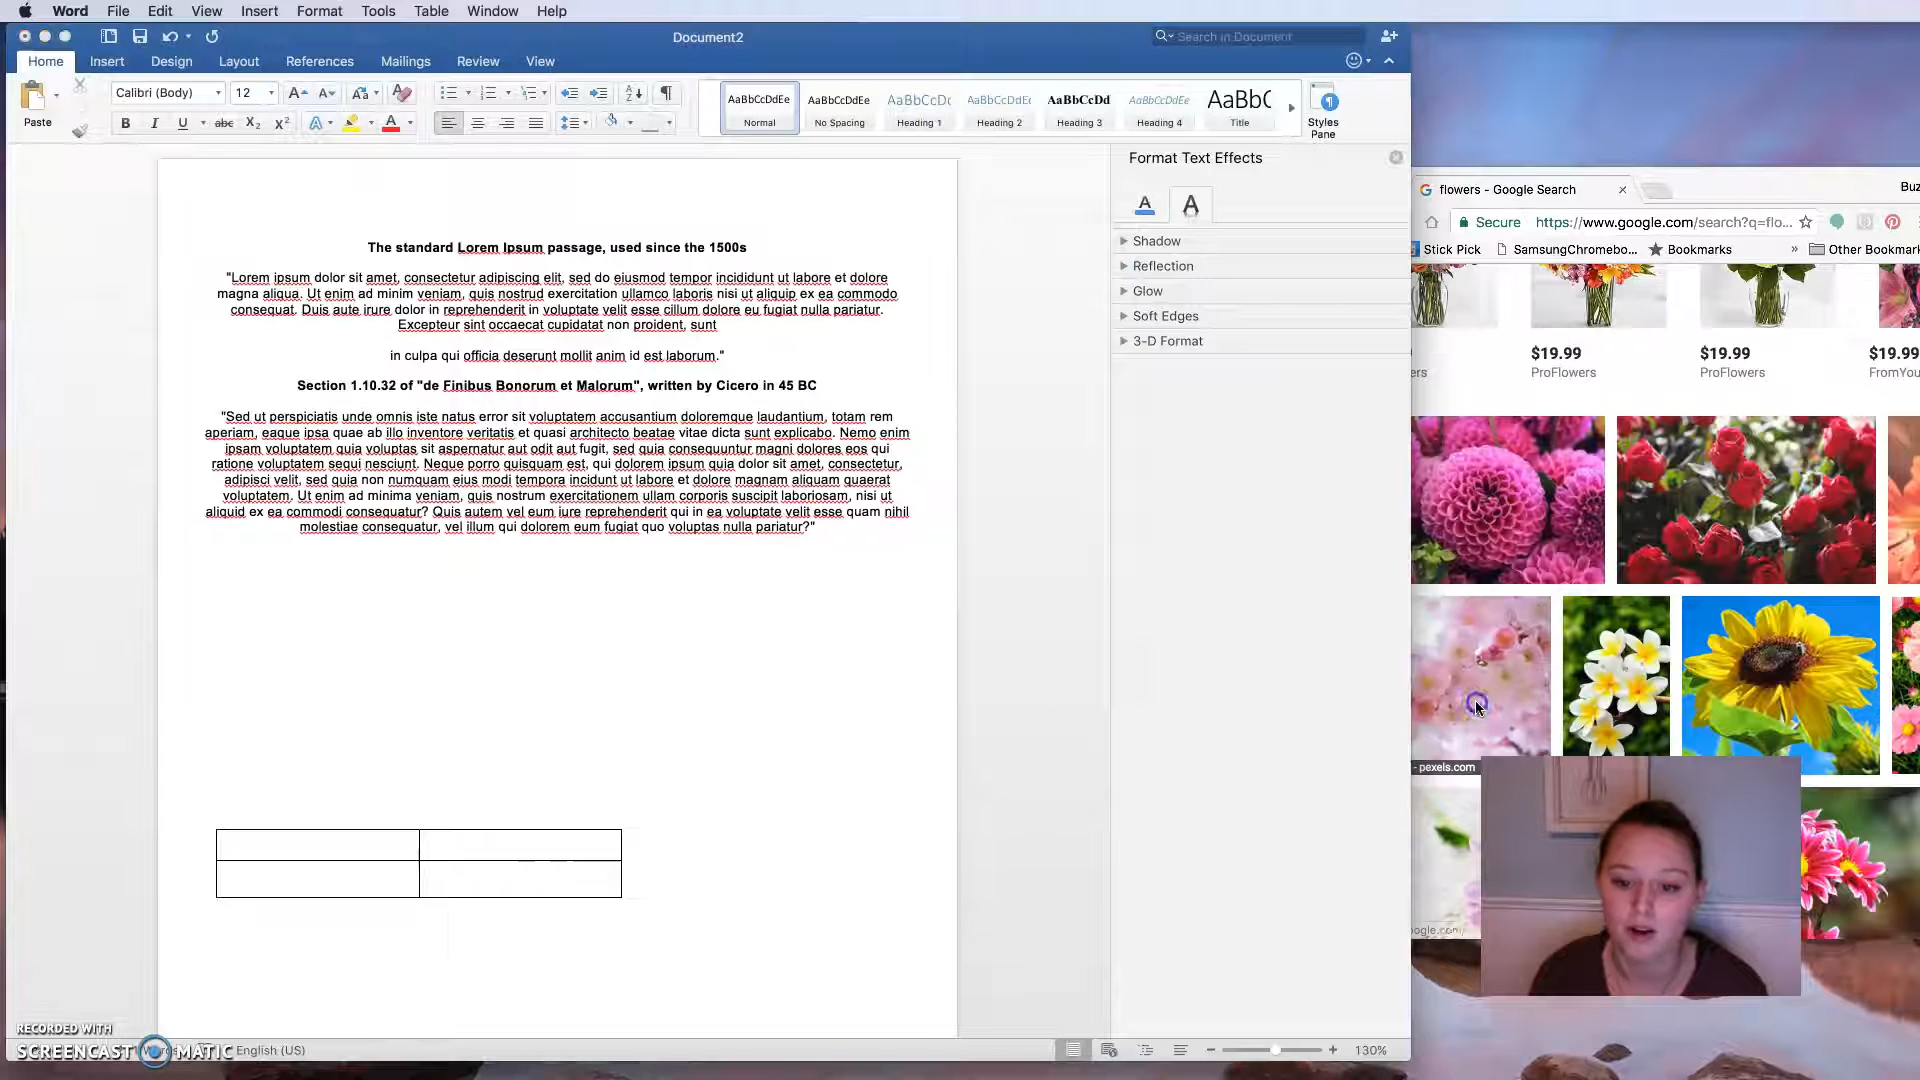 Word File Edit View Insert Format Tools Table Window Help
Document2
Search in Document
Home Insert Design Layout References Mailings Review View
Paste
Calibri (Body) 12
AaBbCcDdEe AaBbCcDdEe AaBbCcDc AaBbCcDdEe AaBbCcDd AaBbCcDdEe AaBbC
Normal No Spacing Heading 1 Heading 2 Heading 3 Heading 4 Title
Styles
Pane
Format Text Effects
Shadow
Reflection
Glow
Soft Edges
3-D Format
The standard Lorem Ipsum passage, used since the 1500s
"Lorem ipsum dolor sit amet, consectetur adipiscing elit, sed do eiusmod tempor incididunt ut labore et dolore
magna aliqua. Ut enim ad minim veniam, quis nostrud exercitation ullamco laboris nisi ut aliquip ex ea commodo
consequat. Duis aute irure dolor in reprehenderit in voluptate velit esse cillum dolore eu fugiat nulla pariatur.
Excepteur sint occaecat cupidatat non proident, sunt
in culpa qui officia deserunt mollit anim id est laborum."
Section 1.10.32 of "de Finibus Bonorum et Malorum", written by Cicero in 45 BC
"Sed ut perspiciatis unde omnis iste natus error sit voluptatem accusantium doloremque laudantium, totam rem
aperiam, eaque ipsa quae ab illo inventore veritatis et quasi architecto beatae vitae dicta sunt explicabo. Nemo enim
ipsam voluptatem quia voluptas sit aspernatur aut odit aut fugit, sed quia consequuntur magni dolores eos qui
ratione voluptatem sequi nesciunt. Neque porro quisquam est, qui dolorem ipsum quia dolor sit amet, consectetur,
adipisci velit, sed quia non numquam eius modi tempora incidunt ut labore et dolore magnam aliquam quaerat
voluptatem. Ut enim ad minima veniam, quis nostrum exercitationem ullam corporis suscipit laboriosam, nisi ut
aliquid ex ea commodi consequatur? Quis autem vel eum iure reprehenderit qui in ea voluptate velit esse quam nihil
molestiae consequatur, vel illum qui dolorem eum fugiat quo voluptas nulla pariatur?"
flowers - Google Search
Buz
Secure https://www.google.com/search?q=flo...
Stick Pick SamsungChromebo... Bookmarks » Other Bookmar
$19.99 $19.99 $19.99
ers ProFlowers ProFlowers FromYou
- pexels.com
ogle.com/
RECORDED WITH
SCREENCAST MATIC
English (US)
130%